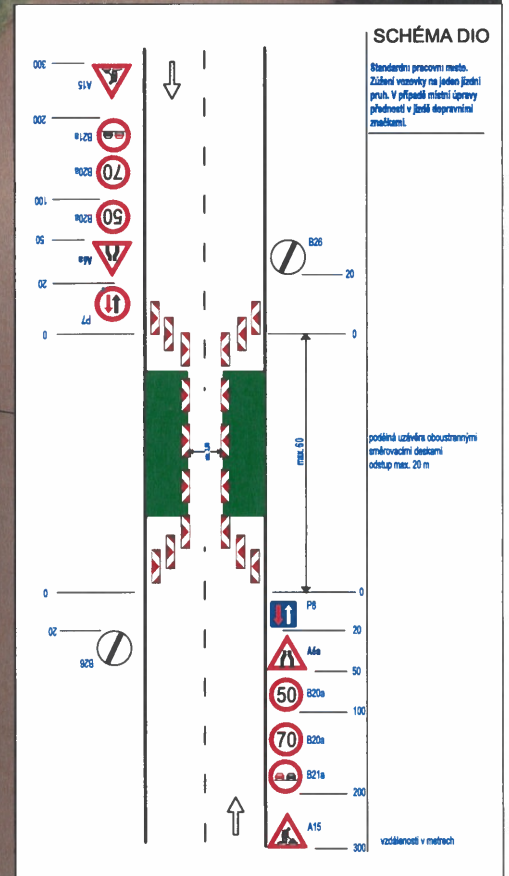 SCHÉMA DIO
Standardní pracovní místo.
Zúžení vozovky na jeden jízdní
pruh. V případě místní úpravy
přednosti v jízdě dopravními
značkami.
300
A15
200
B21a
B20a
70
100
B20a
50
50
A6a
20
P7
0
B26
20
0
max. 60
podélná uzávěra oboustrannými
směrovacími deskami
odstup max. 20 m
0
20
B26
0
P8
20
A6a
50
50
B20a
100
70
B20a
B21a
200
A15
300
vzdálenosti v metrech